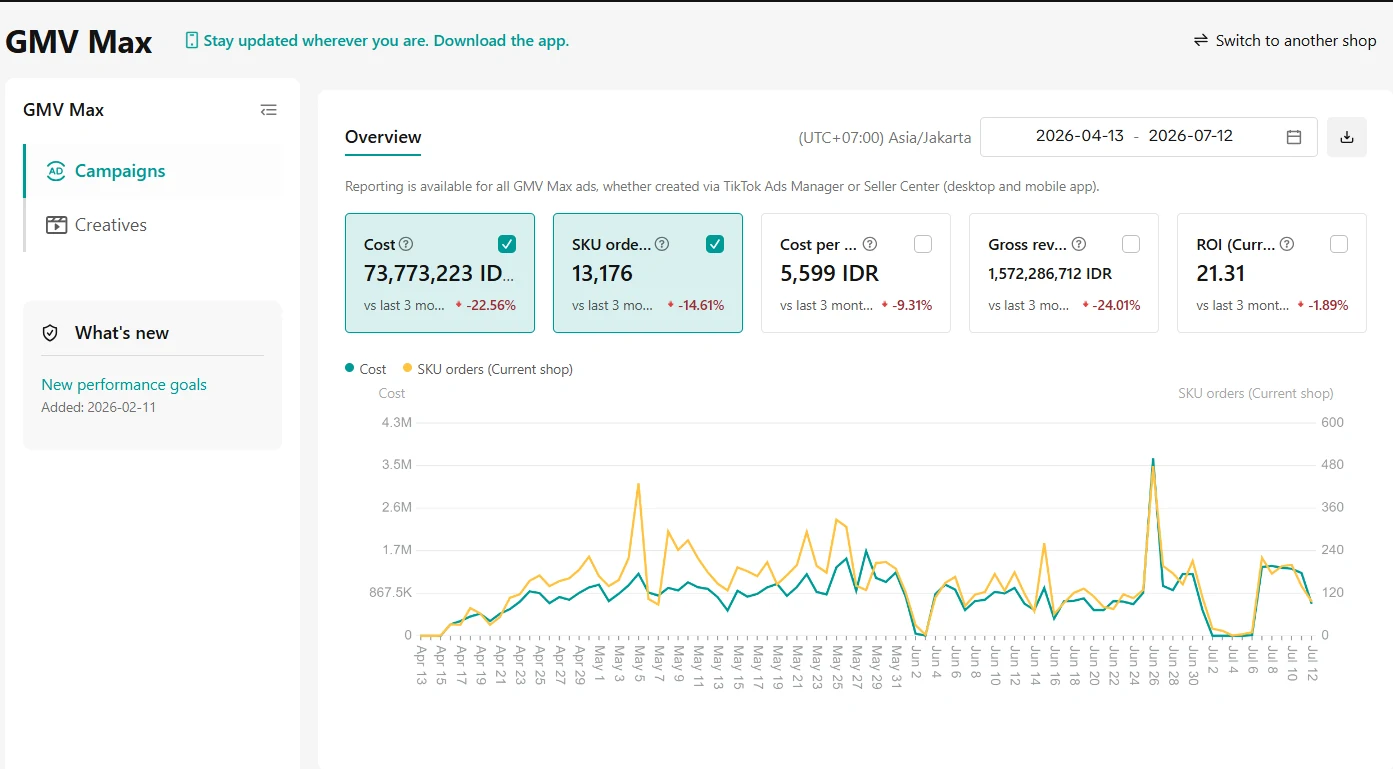 GMV Max
Stay updated wherever you are. Download the app.
Switch to another shop
GMV Max
AD Campaigns
Creatives
What's new
New performance goals
Added: 2026-02-11
Overview
(UTC+07:00) Asia/Jakarta
2026-04-13 - 2026-07-12
Reporting is available for all GMV Max ads, whether created via TikTok Ads Manager or Seller Center (desktop and mobile app).
Cost
73,773,223 ID...
vs last 3 mo... -22.56%
SKU orde...
13,176
vs last 3 mo... -14.61%
Cost per ...
5,599 IDR
vs last 3 mont... -9.31%
Gross rev...
1,572,286,712 IDR
vs last 3 mo... -24.01%
ROI (Curr...
21.31
vs last 3 mont... -1.89%
Cost
SKU orders (Current shop)
Cost
SKU orders (Current shop)
4.3M
3.5M
2.6M
1.7M
867.5K
0
600
480
360
240
120
0
Apr 13
Apr 15
Apr 17
Apr 19
Apr 21
Apr 23
Apr 25
Apr 27
Apr 29
May 1
May 3
May 5
May 7
May 9
May 11
May 13
May 15
May 17
May 19
May 21
May 23
May 25
May 27
May 29
May 31
Jun 2
Jun 4
Jun 6
Jun 8
Jun 10
Jun 12
Jun 14
Jun 16
Jun 18
Jun 20
Jun 22
Jun 24
Jun 26
Jun 28
Jun 30
Jul 2
Jul 4
Jul 6
Jul 8
Jul 10
Jul 12